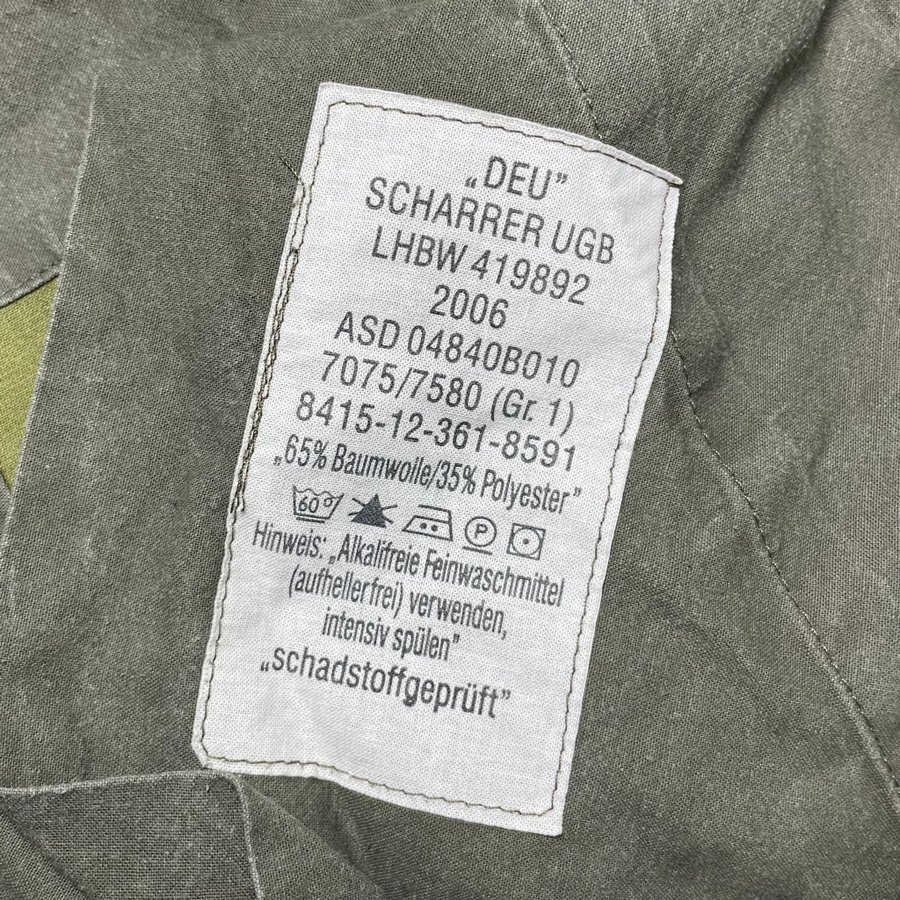 „DEU”
SCHARRER UGB
LHBW 419892
2006
ASD 04840B010
7075/7580 (Gr. 1)
8415-12-361-8591
„65% Baumwolle/35% Polyester”
60° P
Hinweis: „Alkalifreie Feinwaschmittel
(aufhellerfrei) verwenden,
intensiv spülen”
„schadstoffgeprüft”